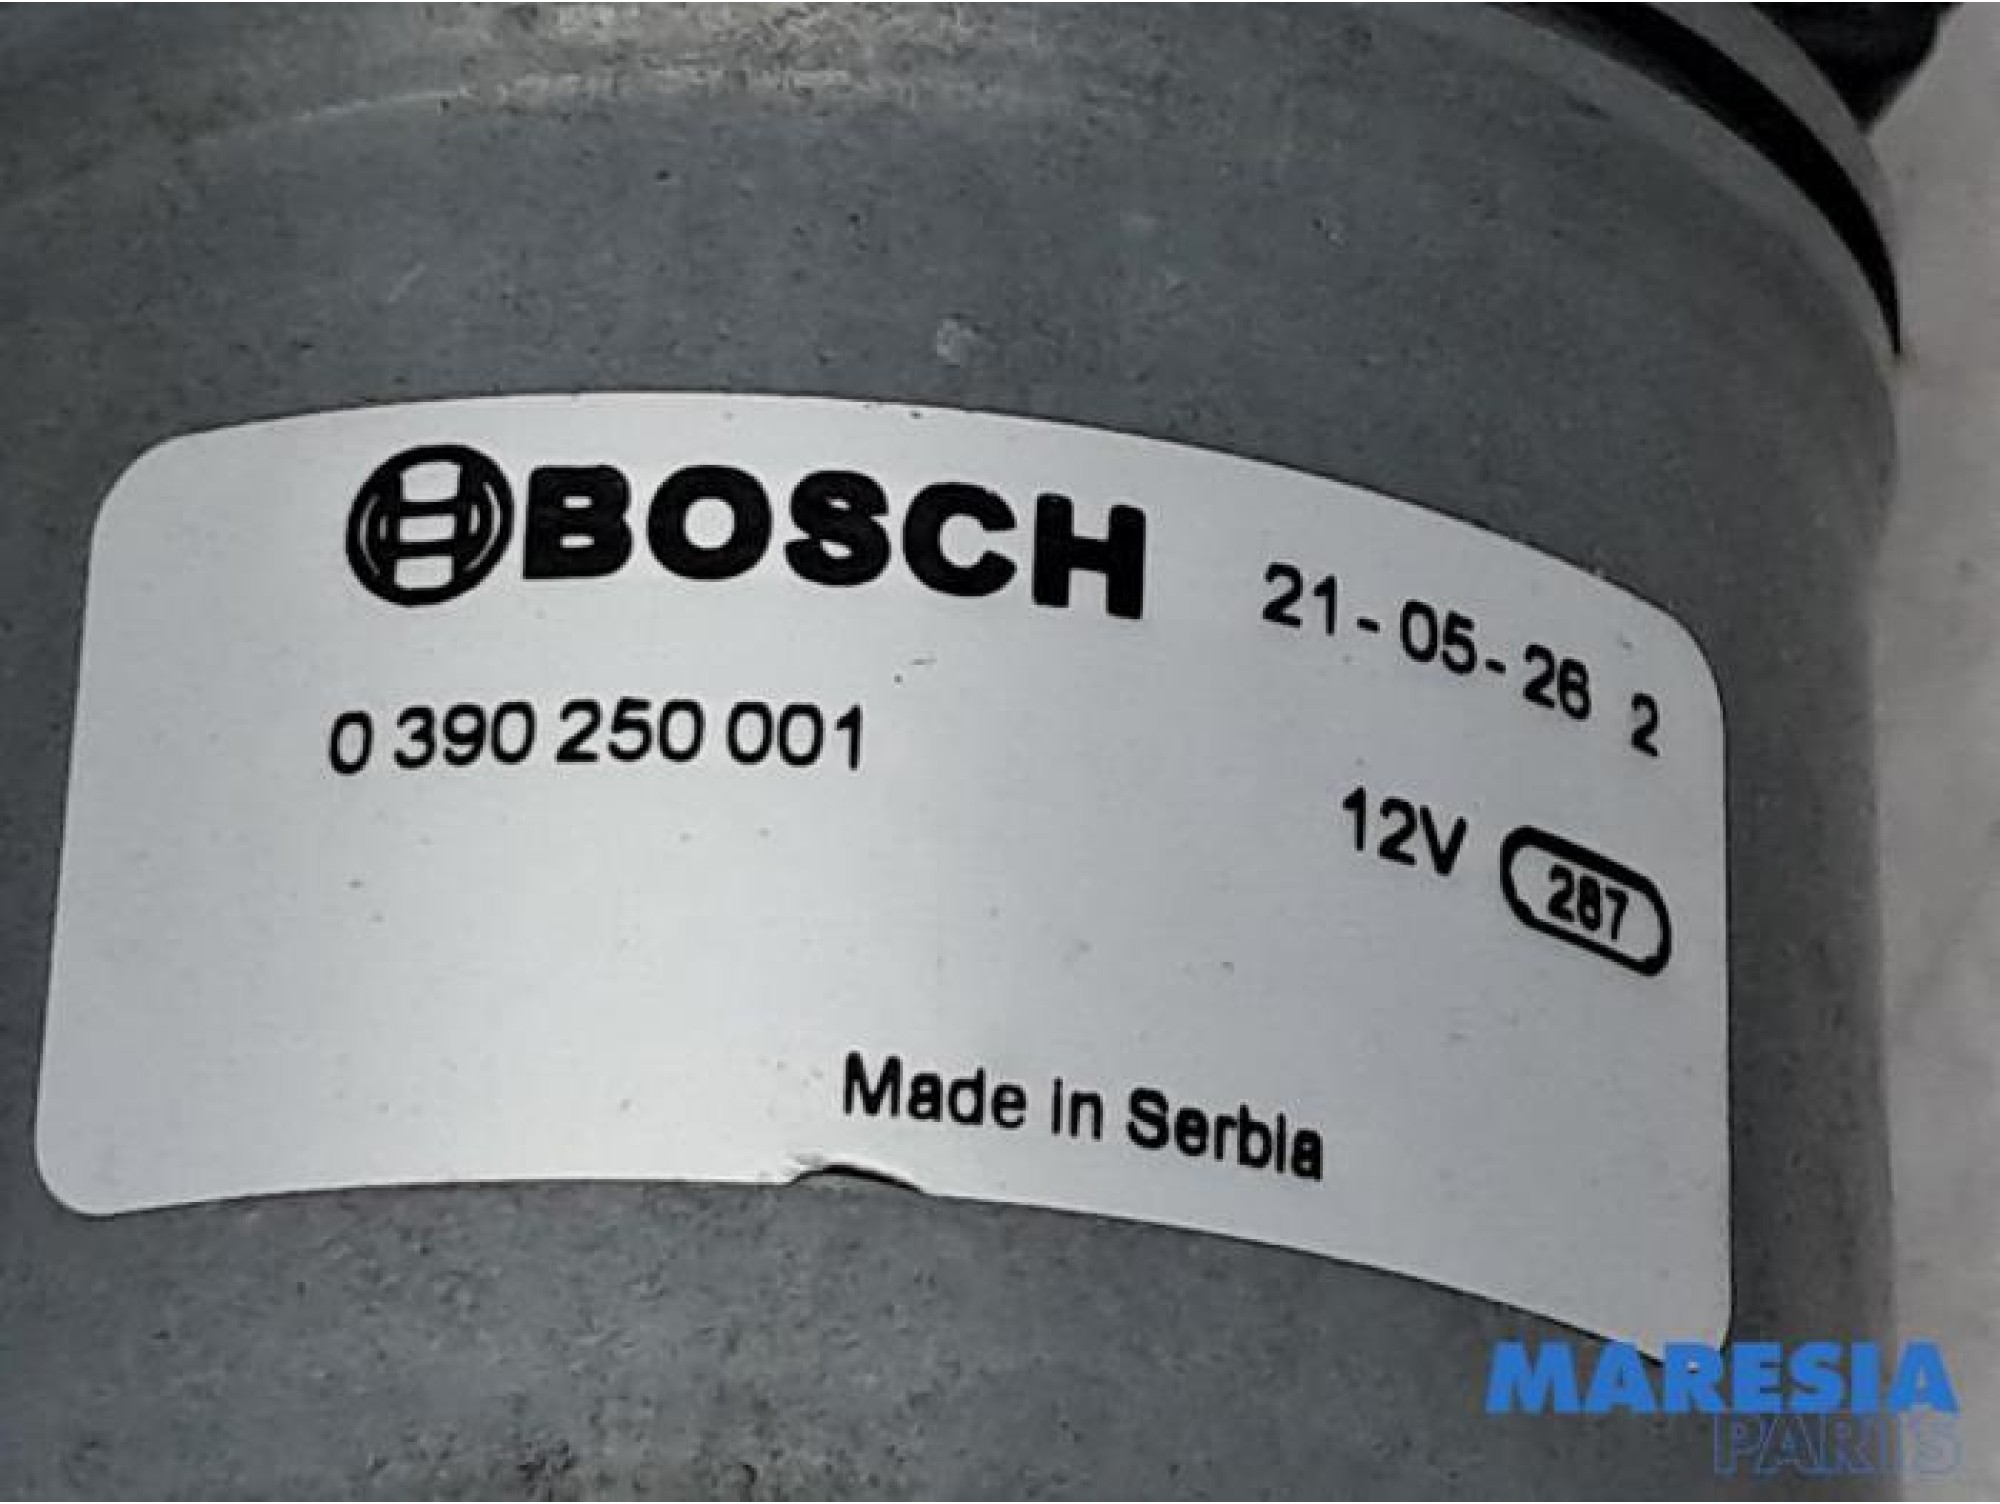 BOSCH 21-05-26 2
0 390 250 001
12V 287
Made in Serbia
MARESIA
PARTS